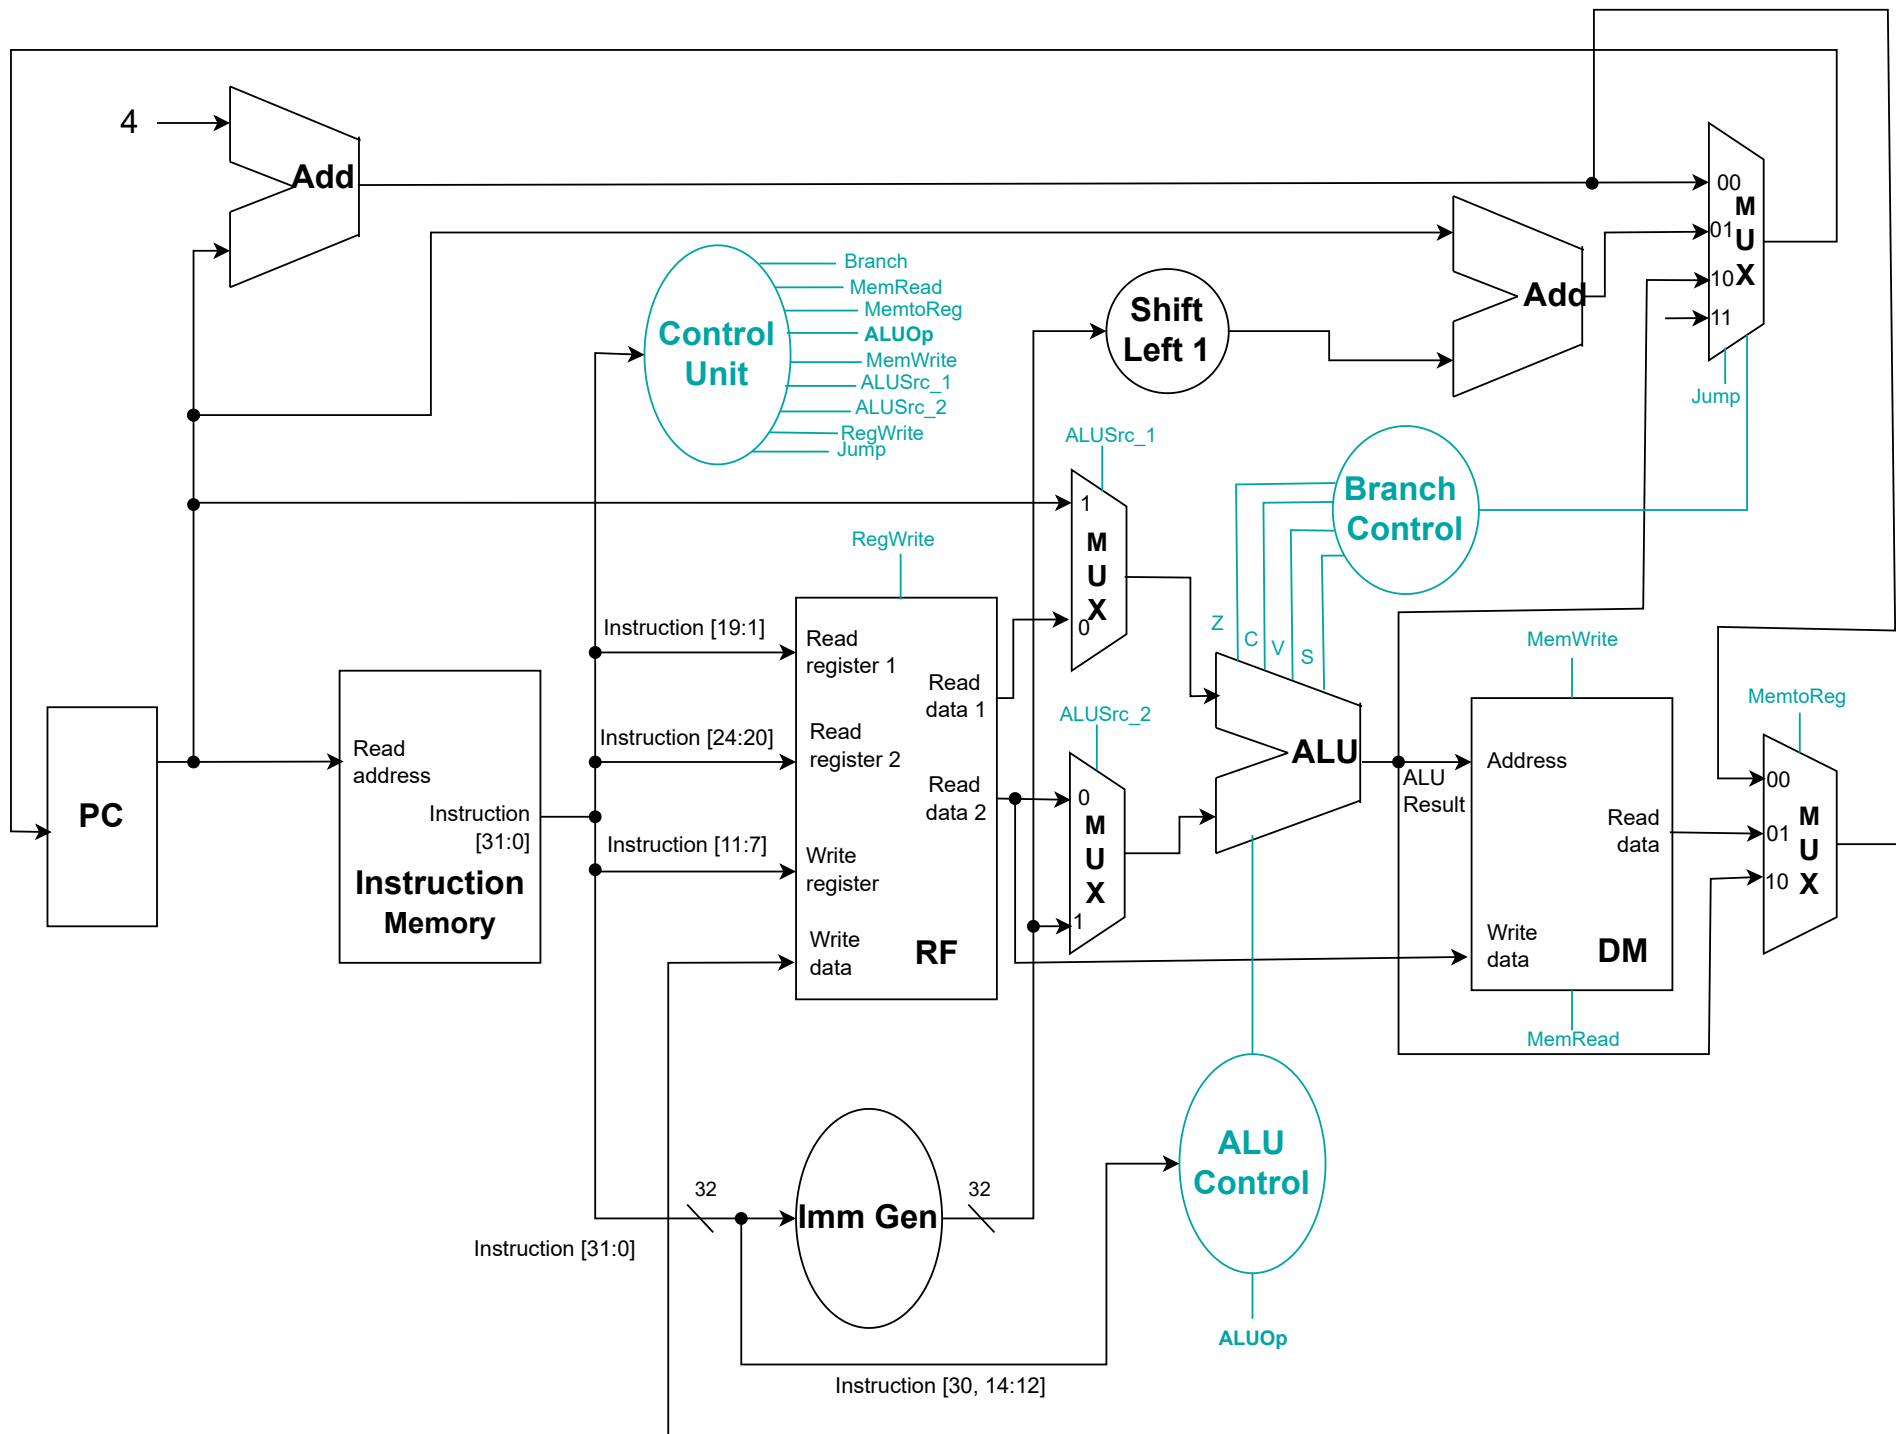 4
Add
00
M
01
U
10
X
11
Jump
Add
Shift
Left 1
Control
Unit
Branch
MemRead
MemtoReg
ALUOp
MemWrite
ALUSrc_1
ALUSrc_2
RegWrite
Jump
ALUSrc_1
1
M
U
X
0
Branch
Control
Z
C
V
S
RegWrite
Instruction [19:1]
Read
register 1
Read
data 1
Instruction [24:20]
Read
register 2
Read
data 2
Instruction [11:7]
Write
register
Write
data
RF
PC
Read
address
Instruction
[31:0]
Instruction
Memory
ALUSrc_2
0
M
U
X
1
ALU
ALU
Result
MemWrite
Address
Read
data
Write
data
DM
MemRead
MemtoReg
00
M
01
U
10
X
32
Imm Gen
32
Instruction [31:0]
ALU
Control
ALUOp
Instruction [30, 14:12]